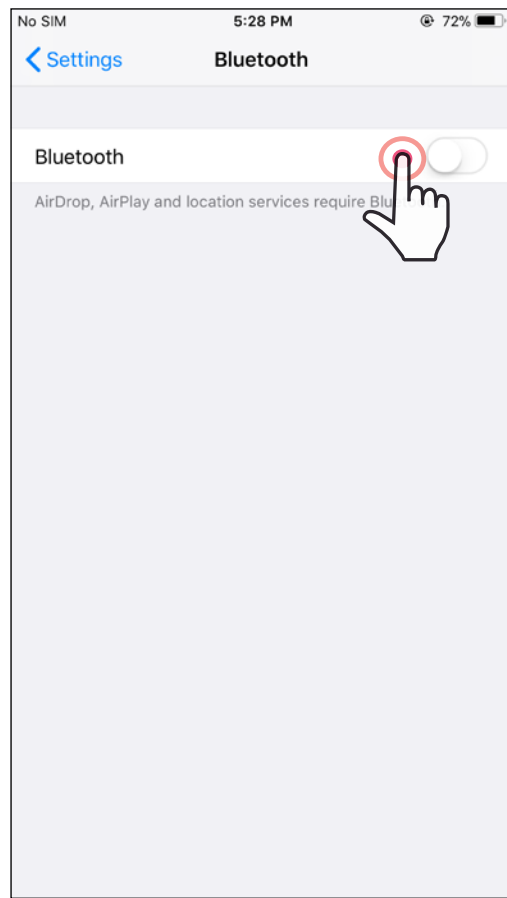 No SIM 5:28 PM 72%
Settings Bluetooth
Bluetooth
AirDrop, AirPlay and location services require